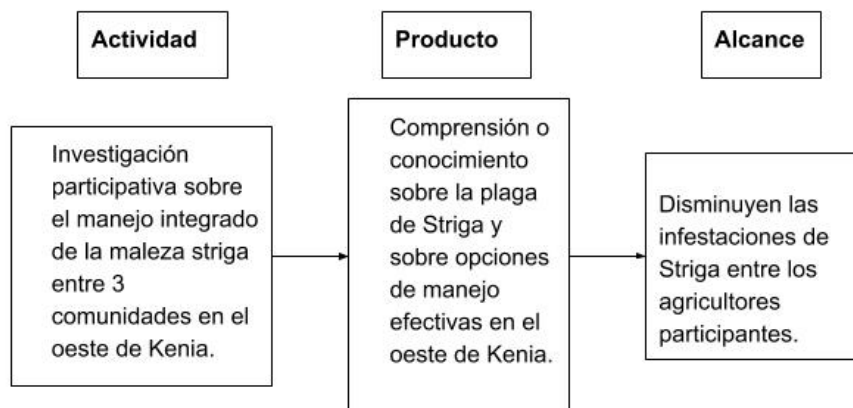 Actividad
Producto
Alcance
Investigación
participativa sobre
el manejo integrado
de la maleza striga
entre 3
comunidades en el
oeste de Kenia.
Comprensión o
conocimiento
sobre la plaga
de Striga y
sobre opciones
de manejo
efectivas en el
oeste de Kenia.
Disminuyen las
infestaciones de
Striga entre los
agricultores
participantes.